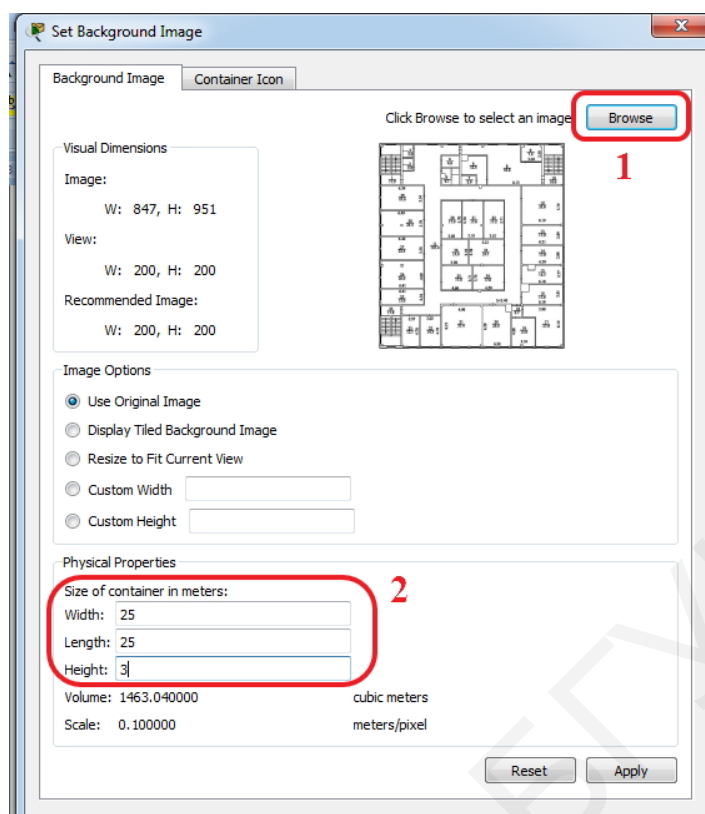 Set Background Image
Background Image Container Icon
Click Browse to select an image Browse
1
Visual Dimensions
Image:
W: 847, H: 951
View:
W: 200, H: 200
Recommended Image:
W: 200, H: 200
Image Options
Use Original Image
Display Tiled Background Image
Resize to Fit Current View
Custom Width
Custom Height
Physical Properties
2
Size of container in meters:
Width: 25
Length: 25
Height: 3
Volume: 1463.040000 cubic meters
Scale: 0.100000 meters/pixel
Reset Apply
БГУ